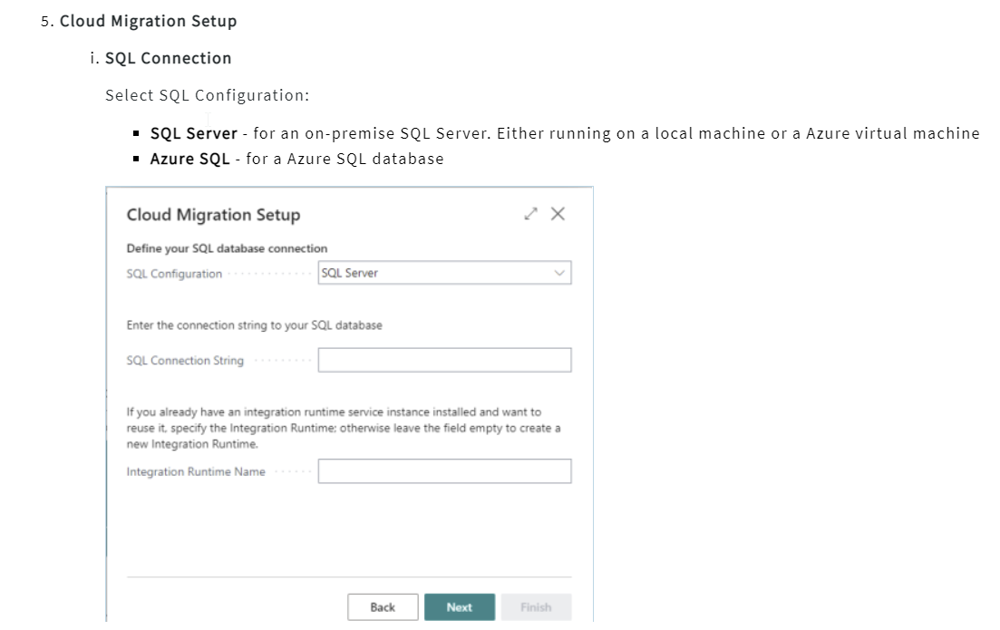 5. Cloud Migration Setup
i. SQL Connection
Select SQL Configuration:
▪ SQL Server - for an on-premise SQL Server. Either running on a local machine or a Azure virtual machine
▪ Azure SQL - for a Azure SQL database
Cloud Migration Setup
Define your SQL database connection
SQL Configuration
SQL Server
Enter the connection string to your SQL database
SQL Connection String
If you already have an integration runtime service instance installed and want to
reuse it, specify the Integration Runtime; otherwise leave the field empty to create a
new Integration Runtime.
Integration Runtime Name
Back
Next
Finish